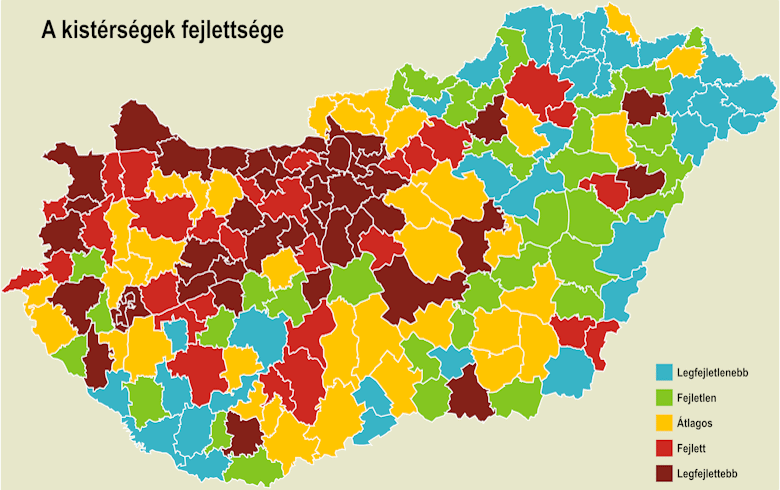 A kistérségek fejlettsége
Legfejletlenebb
Fejletlen
Átlagos
Fejlett
Legfejlettebb